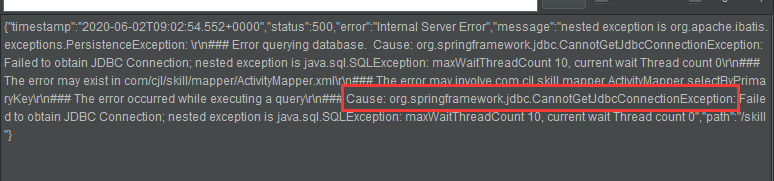 {"timestamp":"2020-06-02T09:02:54.552+0000","status":500,"error":"Internal Server Error","message":"nested exception is org.apache.ibatis.
exceptions.PersistenceException: \r\n### Error querying database.  Cause: org.springframework.jdbc.CannotGetJdbcConnectionException:
Failed to obtain JDBC Connection; nested exception is java.sql.SQLException: maxWaitThreadCount 10, current wait Thread count 0\r\n###
The error may exist in com/cjl/skill/mapper/ActivityMapper.xml\r\n### The error may involve com.cjl.skill.mapper.ActivityMapper.selectByPrima
ryKey\r\n### The error occurred while executing a query\r\n### Cause: org.springframework.jdbc.CannotGetJdbcConnectionException: Faile
d to obtain JDBC Connection; nested exception is java.sql.SQLException: maxWaitThreadCount 10, current wait Thread count 0","path":"/skill
"}